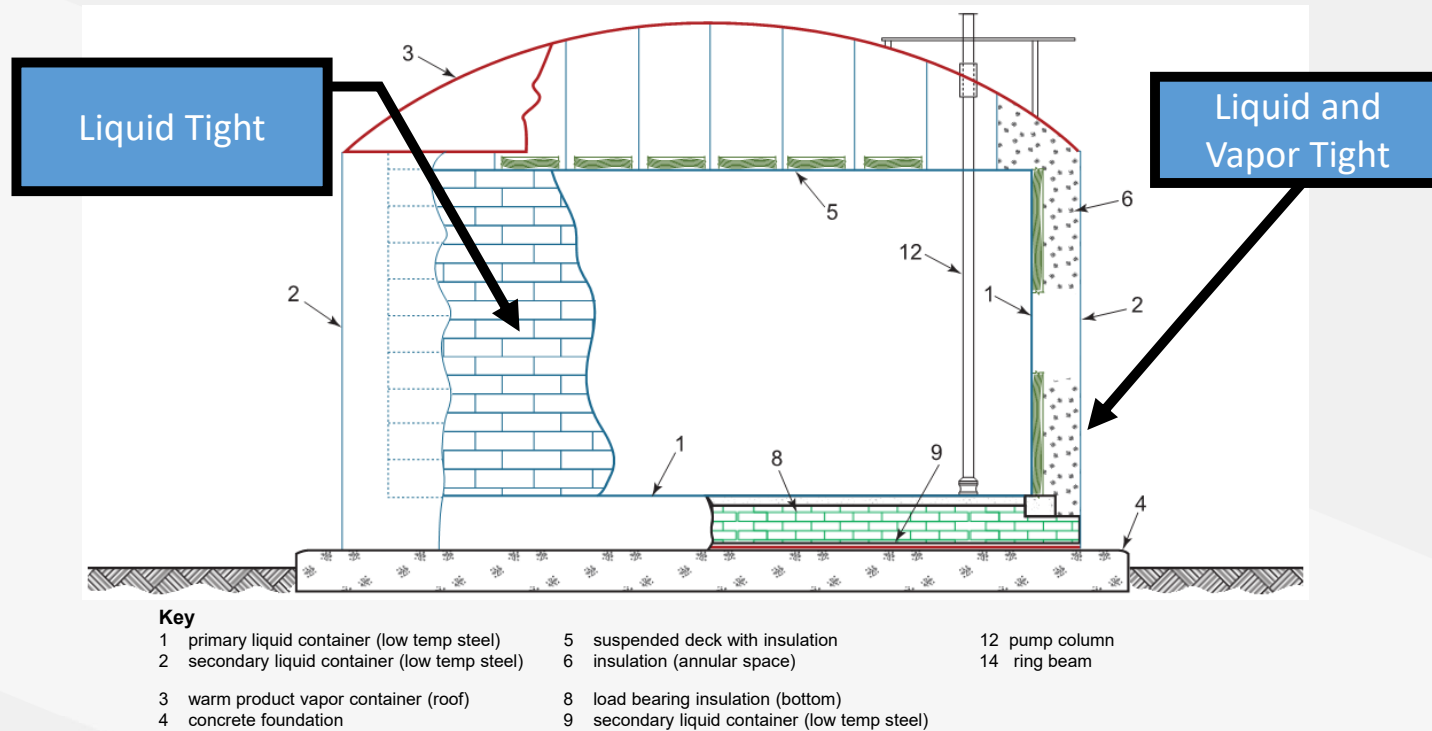 3
Liquid Tight
Liquid and
Vapor Tight
5
6
12
2
1
2
1
8
9
4
Key
1 primary liquid container (low temp steel)
2 secondary liquid container (low temp steel)
3 warm product vapor container (roof)
4 concrete foundation
5 suspended deck with insulation
6 insulation (annular space)
8 load bearing insulation (bottom)
9 secondary liquid container (low temp steel)
12 pump column
14 ring beam